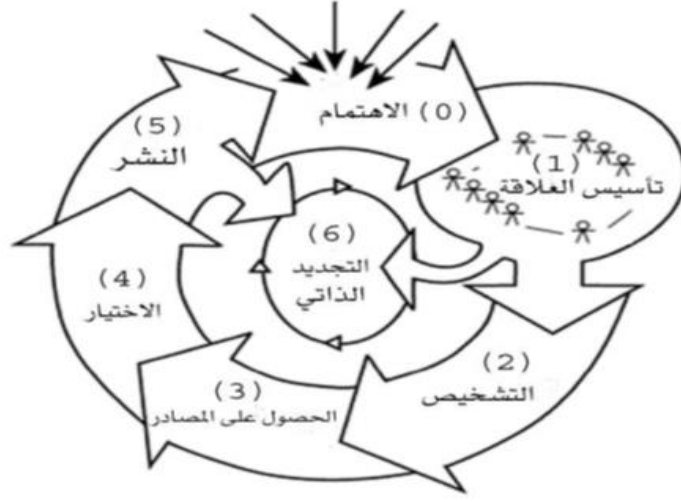 (0) الاهتمام
(1)
تأسيس العلاقة
(2)
التشخيص
(3)
الحصول على المصادر
(4)
الاختيار
(5)
النشر
(6)
التجديد
الذاتي